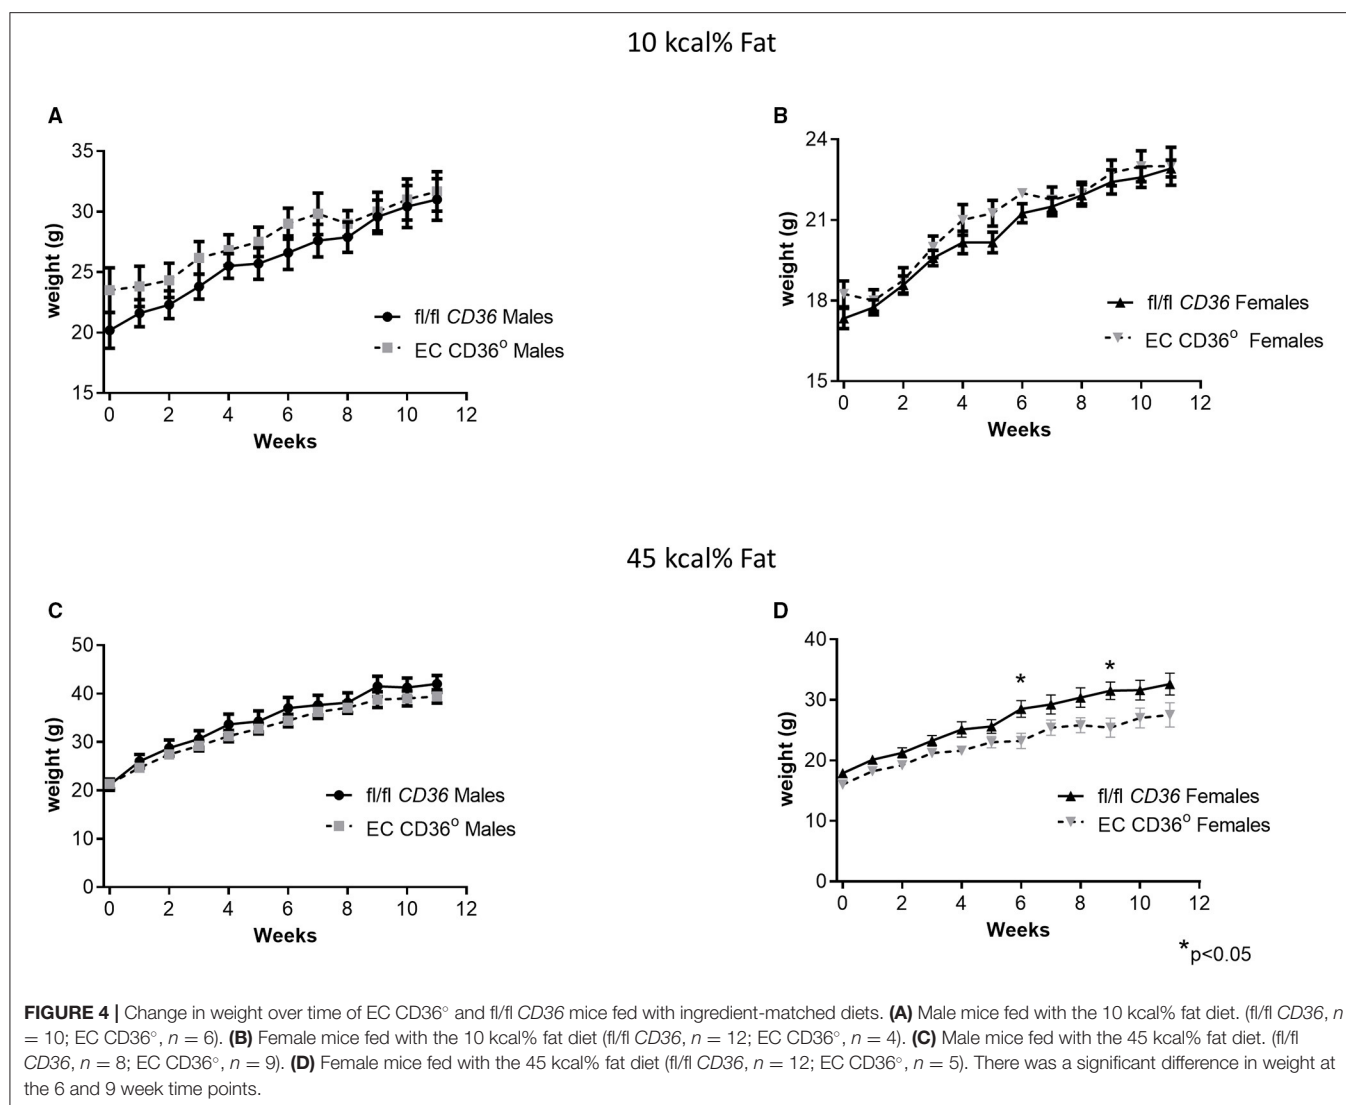 10 kcal% Fat
A
35
30
25
20
15
weight (g)
fl/fl CD36 Males
EC CD36° Males
0 2 4 6 8 10 12
Weeks
B
24
21
18
15
weight (g)
fl/fl CD36 Females
EC CD36° Females
0 2 4 6 8 10 12
Weeks
45 kcal% Fat
C
50
40
30
20
10
0
weight (g)
fl/fl CD36 Males
EC CD36° Males
0 2 4 6 8 10 12
Weeks
D
40
30
20
10
0
weight (g)
* *
fl/fl CD36 Females
EC CD36° Females
0 2 4 6 8 10 12
Weeks
*p<0.05
FIGURE 4 | Change in weight over time of EC CD36° and fl/fl CD36 mice fed with ingredient-matched diets. (A) Male mice fed with the 10 kcal% fat diet. (fl/fl CD36, n
= 10; EC CD36°, n = 6). (B) Female mice fed with the 10 kcal% fat diet (fl/fl CD36, n = 12; EC CD36°, n = 4). (C) Male mice fed with the 45 kcal% fat diet. (fl/fl
CD36, n = 8; EC CD36°, n = 9). (D) Female mice fed with the 45 kcal% fat diet (fl/fl CD36, n = 12; EC CD36°, n = 5). There was a significant difference in weight at
the 6 and 9 week time points.